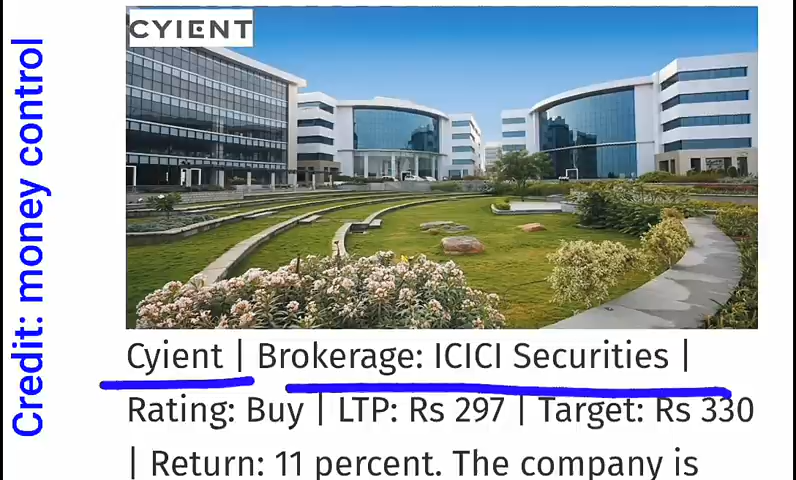 Credit: money control
CYIENT
Cyient | Brokerage: ICICI Securities |
Rating: Buy | LTP: Rs 297 | Target: Rs 330
| Return: 11 percent. The company is